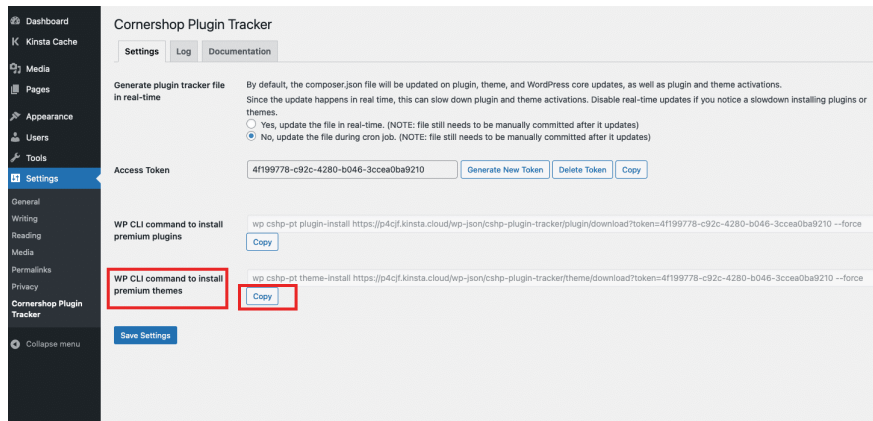 Dashboard
Kinsta Cache
Media
Pages
Appearance
Users
Tools
Settings
General
Writing
Reading
Media
Permalinks
Privacy
Cornershop Plugin
Tracker
Collapse menu
Cornershop Plugin Tracker
Settings Log Documentation
Generate plugin tracker file
in real-time
By default, the composer.json file will be updated on plugin, theme, and WordPress core updates, as well as plugin and theme activations.
Since the update happens in real time, this can slow down plugin and theme activations. Disable real-time updates if you notice a slowdown installing plugins or
themes.
Yes, update the file in real-time. (NOTE: file still needs to be manually committed after it updates)
No, update the file during cron job. (NOTE: file still needs to be manually committed after it updates)
Access Token
4f199778-c92c-4280-b046-3ccea0ba9210 Generate New Token Delete Token Copy
WP CLI command to install
premium plugins
wp cshp-pt plugin-install https://p4cjf.kinsta.cloud/wp-json/cshp-plugin-tracker/plugin/download?token=4f199778-c92c-4280-b046-3ccea0ba9210 --force
Copy
WP CLI command to install
premium themes
wp cshp-pt theme-install https://p4cjf.kinsta.cloud/wp-json/cshp-plugin-tracker/theme/download?token=4f199778-c92c-4280-b046-3ccea0ba9210 --force
Copy
Save Settings